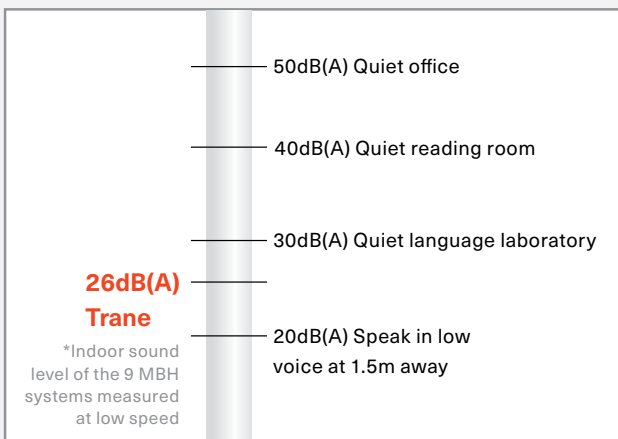 50dB(A) Quiet office
40dB(A) Quiet reading room
30dB(A) Quiet language laboratory
26dB(A)
Trane
*Indoor sound
level of the 9 MBH
systems measured
at low speed
20dB(A) Speak in low
voice at 1.5m away